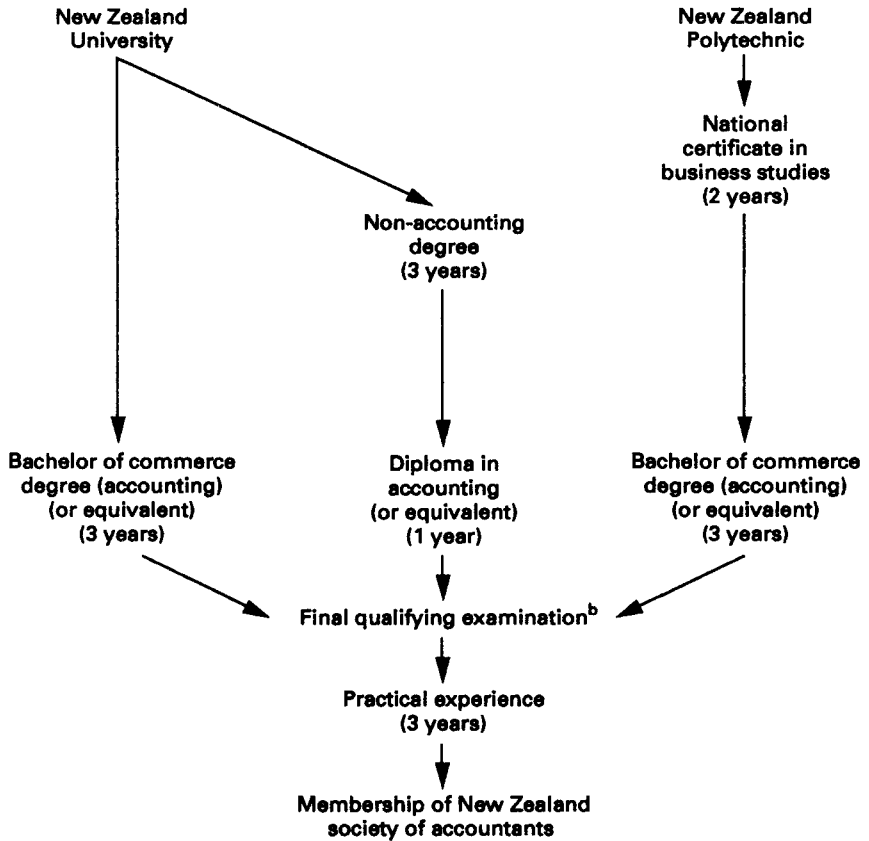 New Zealand
University
New Zealand
Polytechnic
National
certificate in
business studies
(2 years)
Non-accounting
degree
(3 years)
Bachelor of commerce
degree (accounting)
(or equivalent)
(3 years)
Diploma in
accounting
(or equivalent)
(1 year)
Bachelor of commerce
degree (accounting)
(or equivalent)
(3 years)
Final qualifying examinationᵇ
Practical experience
(3 years)
Membership of New Zealand
society of accountants